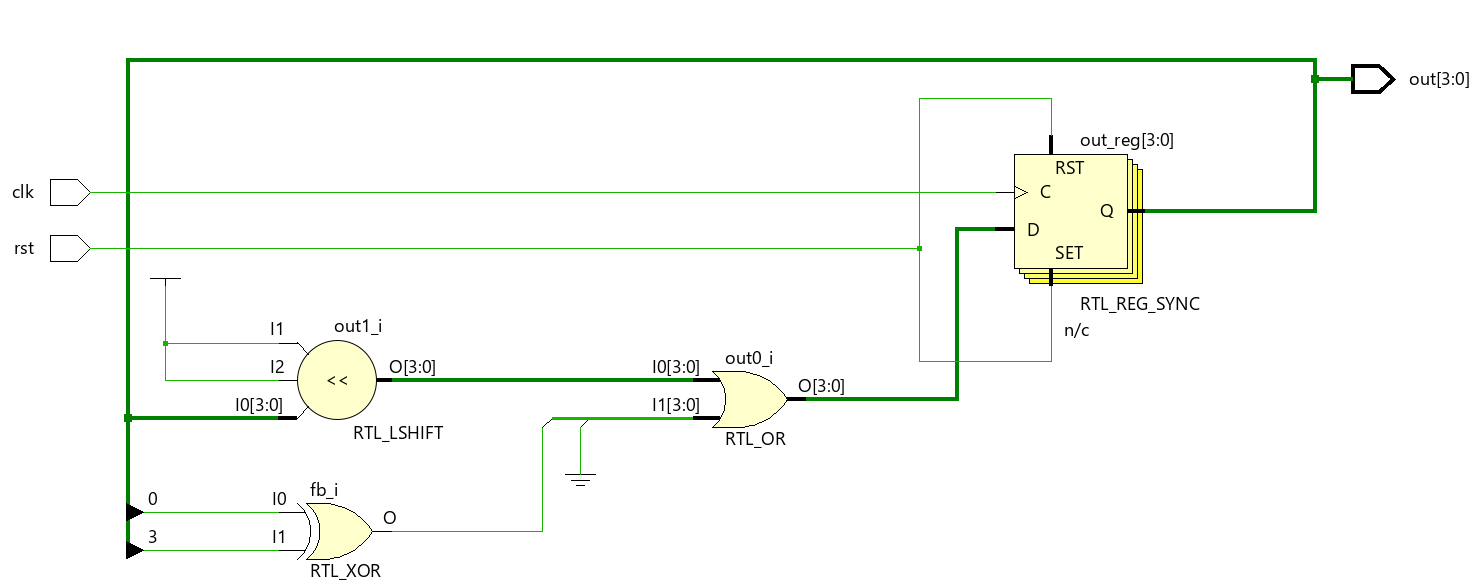 out[3:0]
out_reg[3:0]
RST
clk
C
Q
D
rst
SET
RTL_REG_SYNC
n/c
I1
out1_i
I2
<<
O[3:0]
I0[3:0]
RTL_LSHIFT
out0_i
I0[3:0]
O[3:0]
I1[3:0]
RTL_OR
fb_i
0
I0
O
3
I1
RTL_XOR